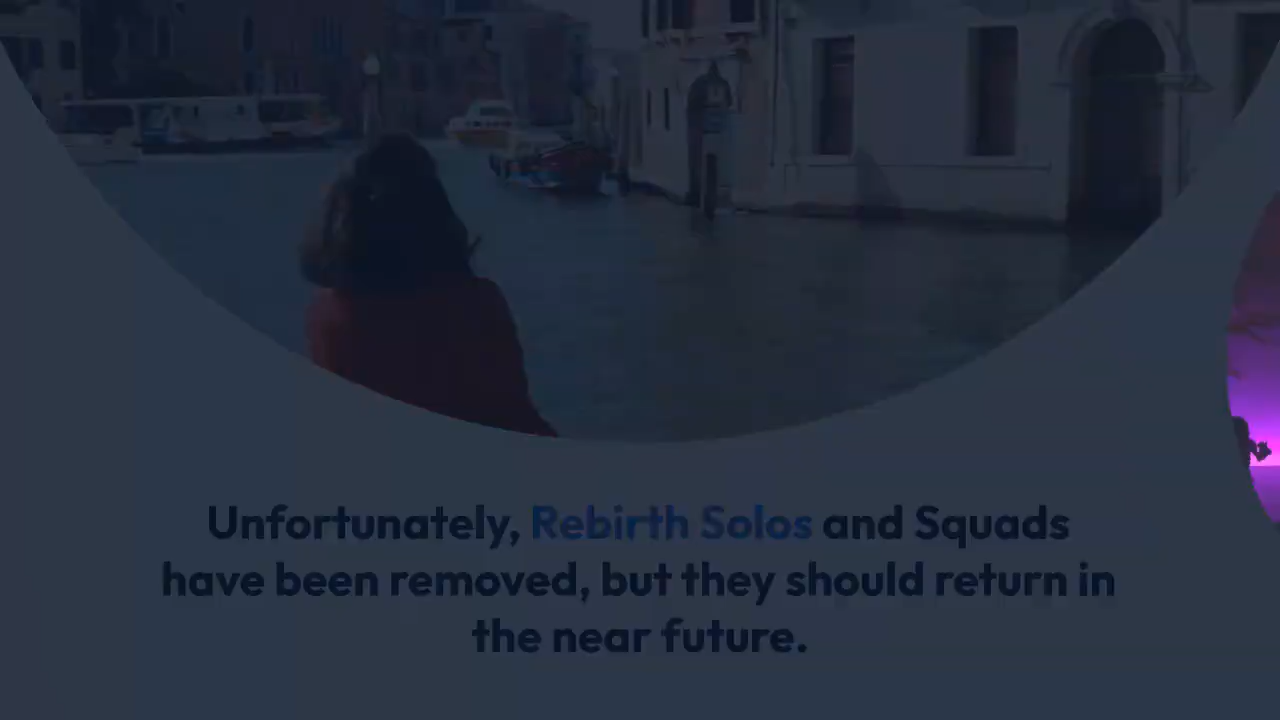 Unfortunately, Rebirth Solos and Squads
have been removed, but they should return in
the near future.